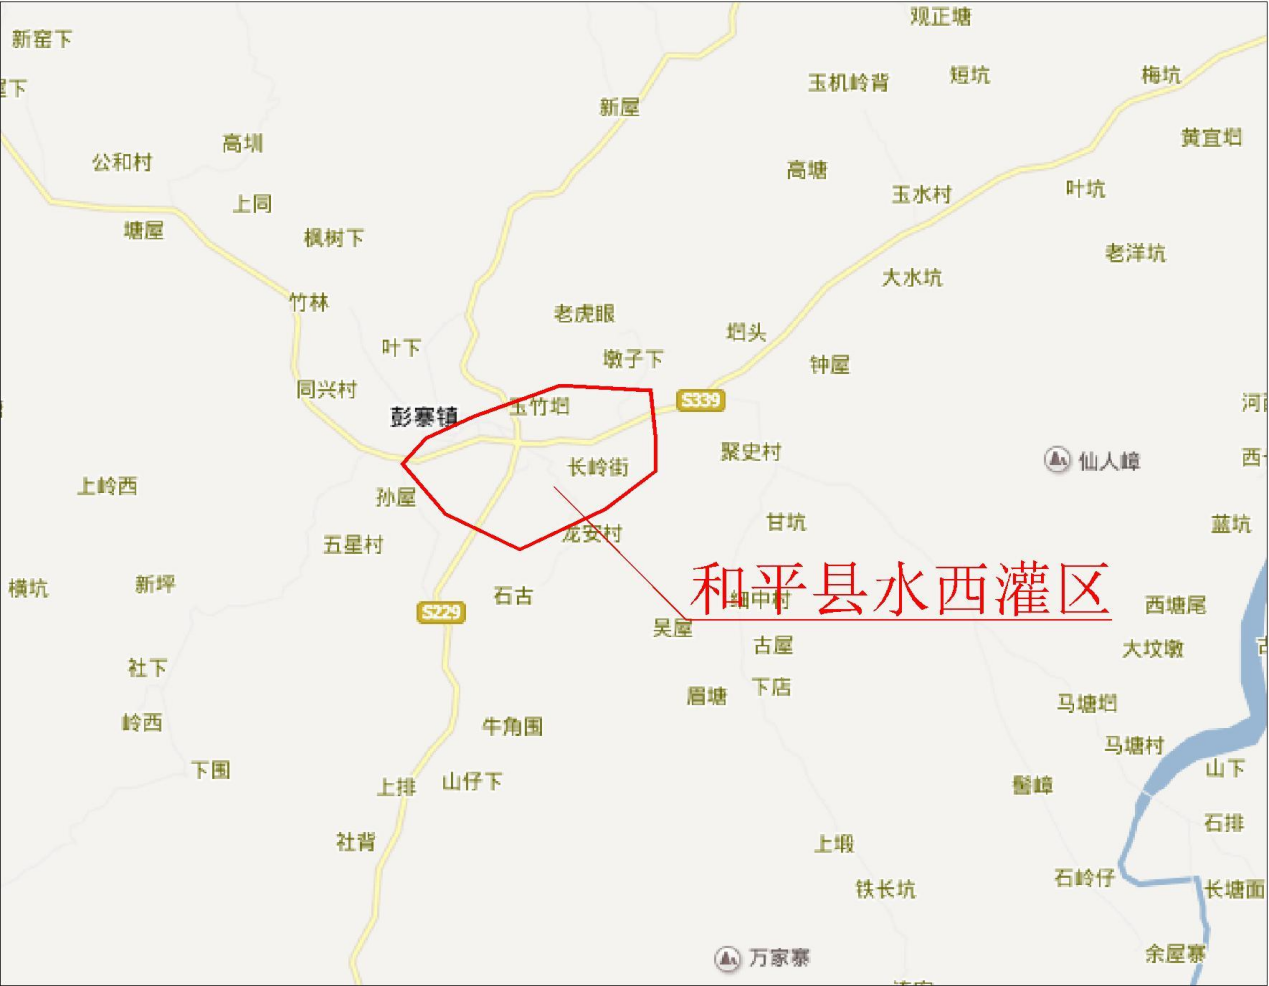 观正塘
新窑下
玉机岭背
短坑
梅坑
屋下
新屋
黄宜塱
高圳
公和村
高塘
玉水村
叶坑
上同
塘屋
枫树下
老洋坑
大水坑
竹林
老虎眼
塱头
叶下
墩子下
钟屋
同兴村
S339
玉竹塱
彭寨镇
聚史村
长岭街
仙人嶂
上岭西
孙屋
甘坑
蓝坑
龙安村
五星村
新坪
横坑
石古
和平县水西灌区
细中村
西塘尾
S229
吴屋
古屋
大坟墩
社下
下店
眉塘
马塘塱
岭西
牛角围
马塘村
下围
山下
山仔下
上排
石排
社背
上塅
石岭仔
铁长坑
长塘面
余屋寨
万家寨